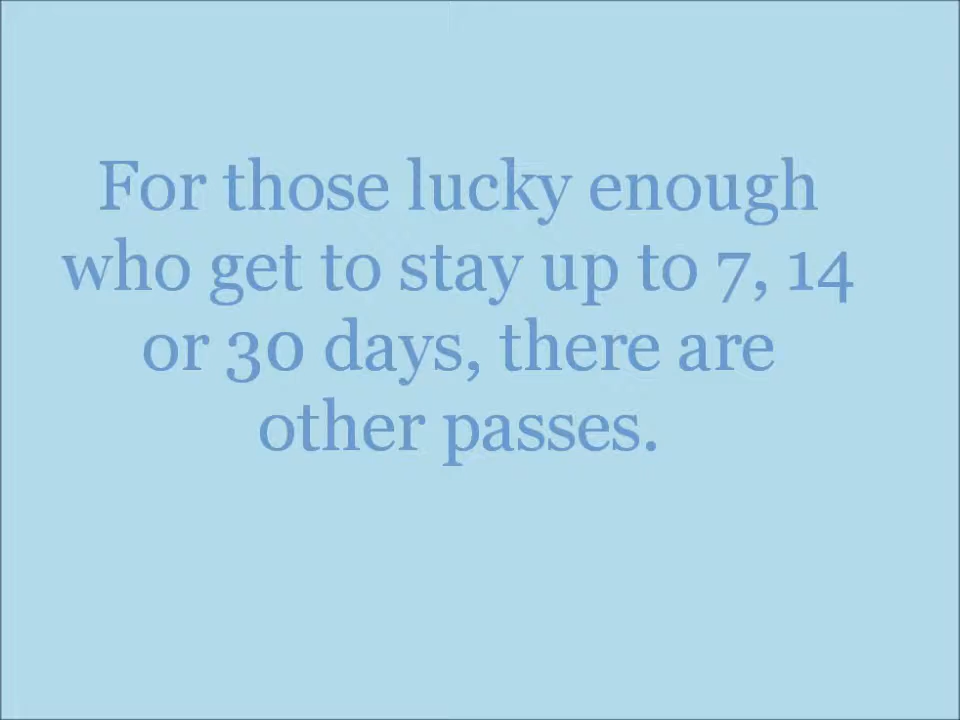 For those lucky enough
who get to stay up to 7, 14
or 30 days, there are
other passes.